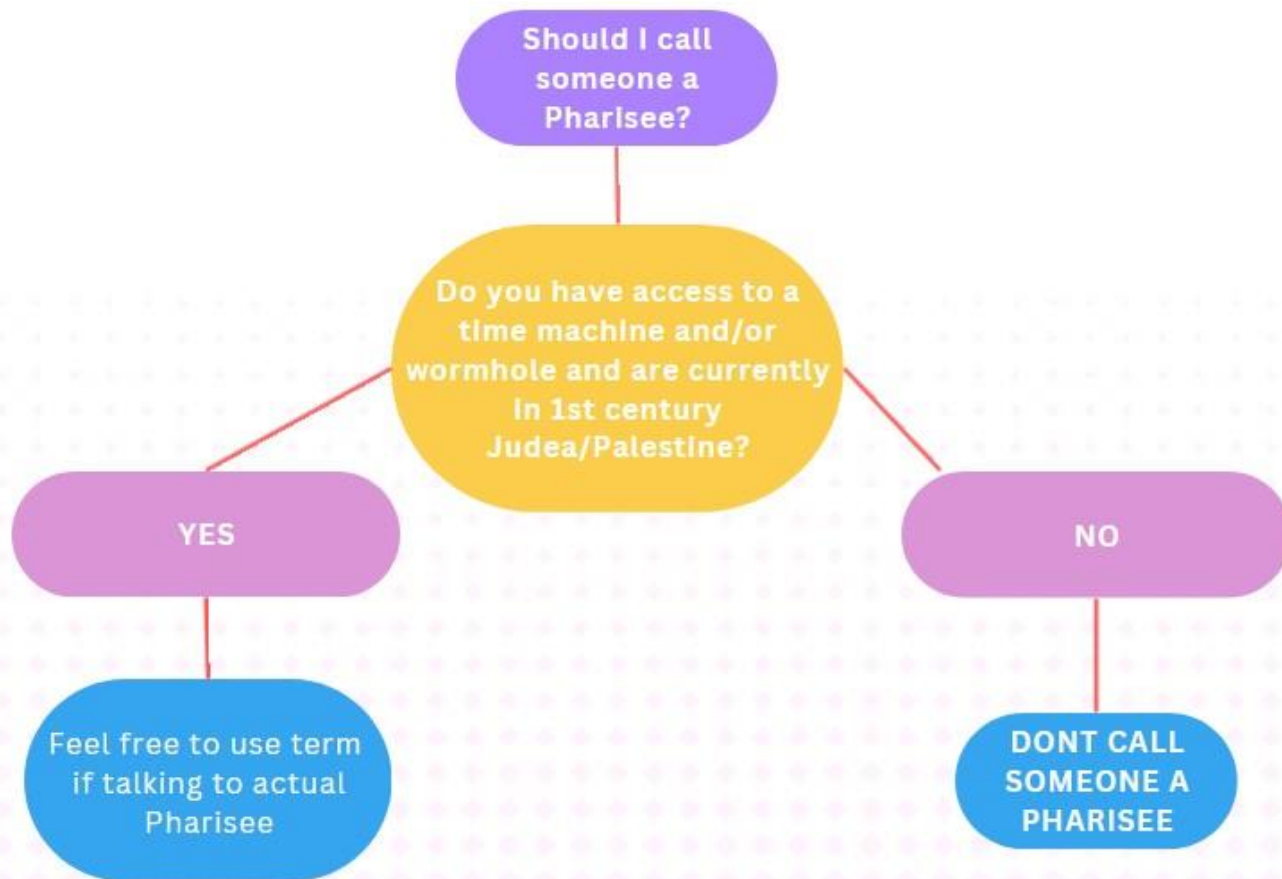 Should I call
someone a
Pharisee?
Do you have access to a
time machine and/or
wormhole and are currently
in 1st century
Judea/Palestine?
YES
NO
Feel free to use term
if talking to actual
Pharisee
DONT CALL
SOMEONE A
PHARISEE